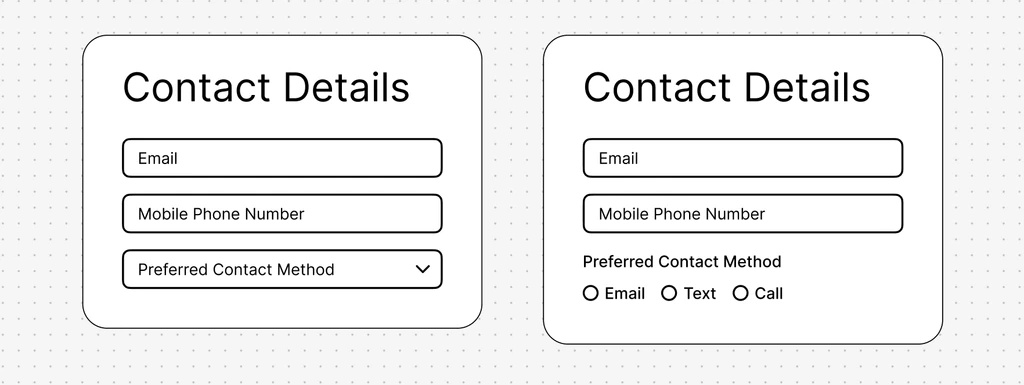 Contact Details
Email
Mobile Phone Number
Preferred Contact Method
Contact Details
Email
Mobile Phone Number
Preferred Contact Method
Email Text Call